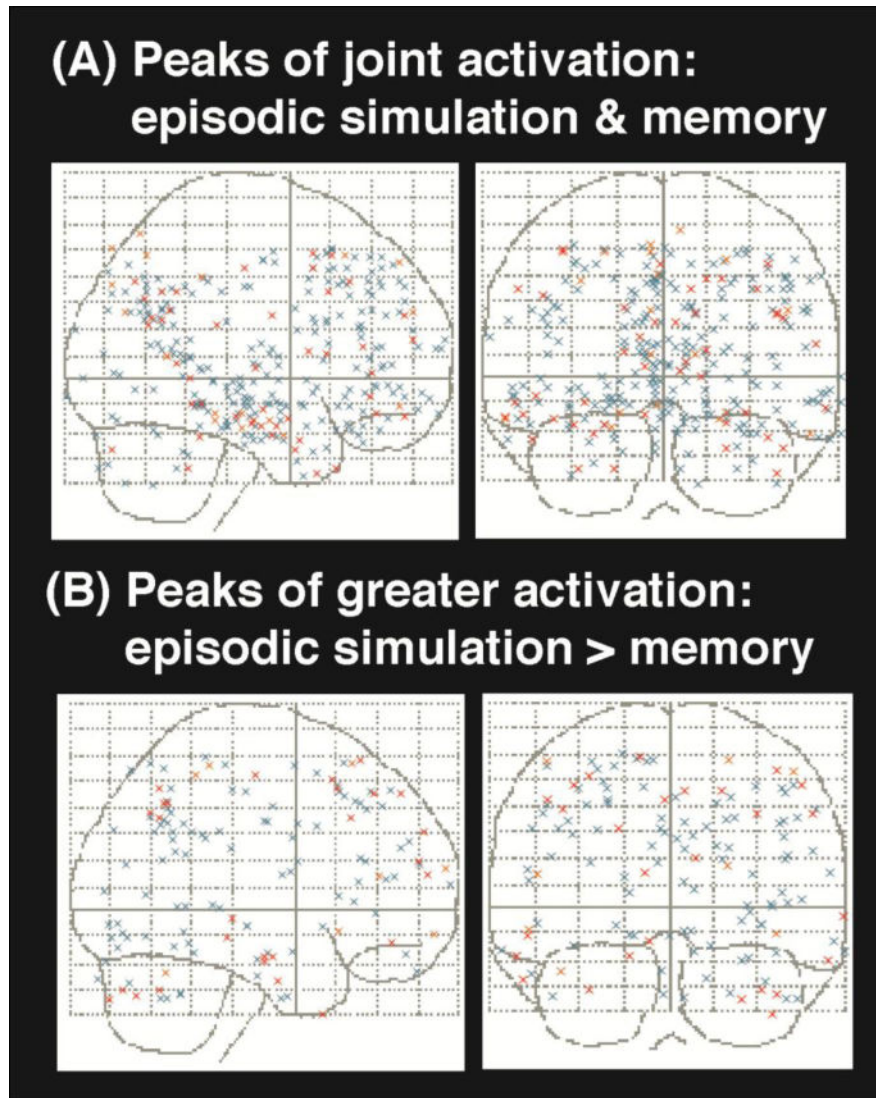 (A) Peaks of joint activation:
episodic simulation & memory
(B) Peaks of greater activation:
episodic simulation > memory